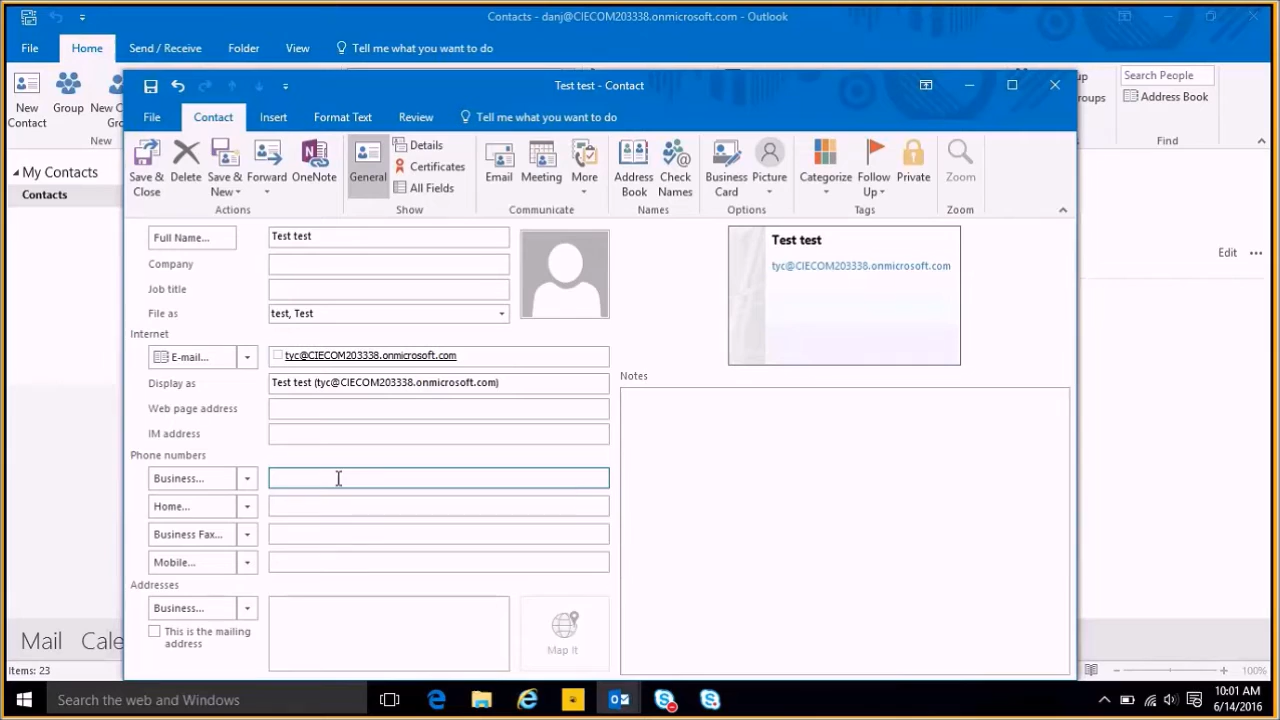 Contacts - danj@CIECOM203338.onmicrosoft.com - Outlook
File Home Send / Receive Folder View Tell me what you want to do
New Contact
Group
New
Search People
Address Book
Find
My Contacts
Contacts
Edit
Test test - Contact
File Contact Insert Format Text Review Tell me what you want to do
Save & Close
Delete
Save & New
Forward
OneNote
Actions
General
Details
Certificates
All Fields
Show
Email
Meeting
More
Communicate
Address Book
Check Names
Names
Business Card
Picture
Options
Categorize
Follow Up
Private
Tags
Zoom
Zoom
Full Name... Test test
Company
Job title
File as test, Test
Internet
E-mail... tyc@CIECOM203338.onmicrosoft.com
Display as Test test (tyc@CIECOM203338.onmicrosoft.com)
Web page address
IM address
Phone numbers
Business...
Home...
Business Fax...
Mobile...
Addresses
Business...
This is the mailing address
Map It
Test test
tyc@CIECOM203338.onmicrosoft.com
Notes
Mail Cale
Items: 23
100%
Search the web and Windows
10:01 AM
6/14/2016